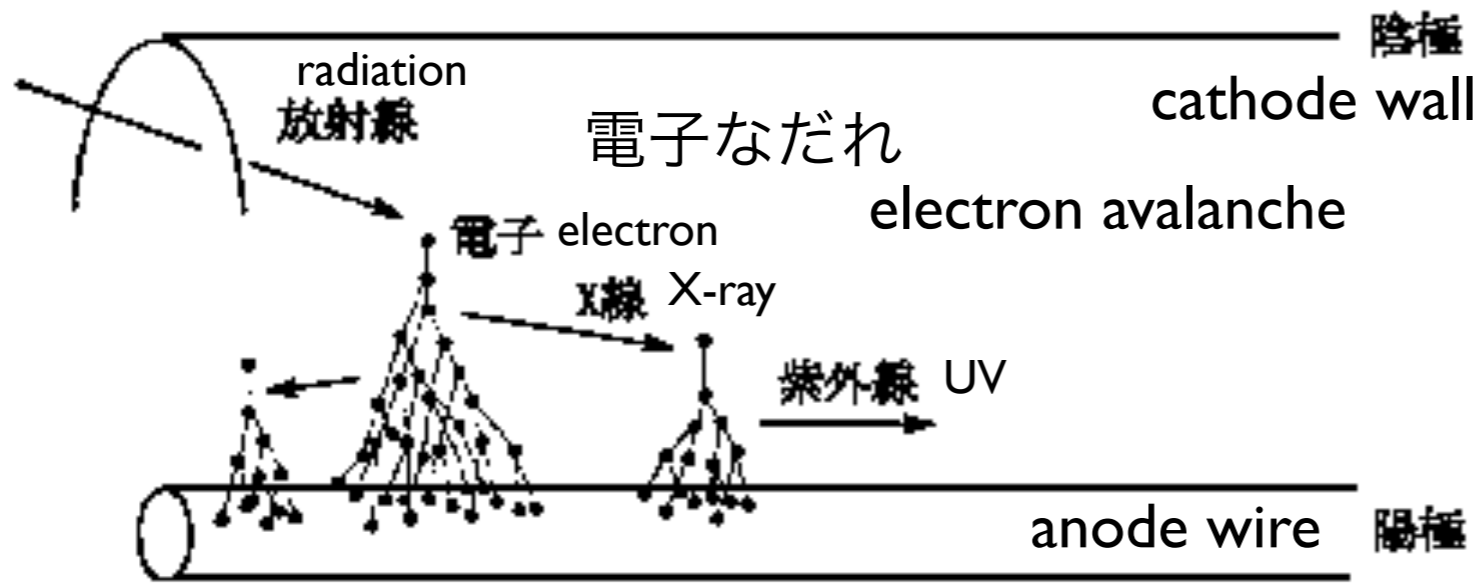 陰極
cathode wall
radiation
放射線
電子なだれ
electron avalanche
電子 electron
X線 X-ray
紫外線 UV
anode wire 陽極